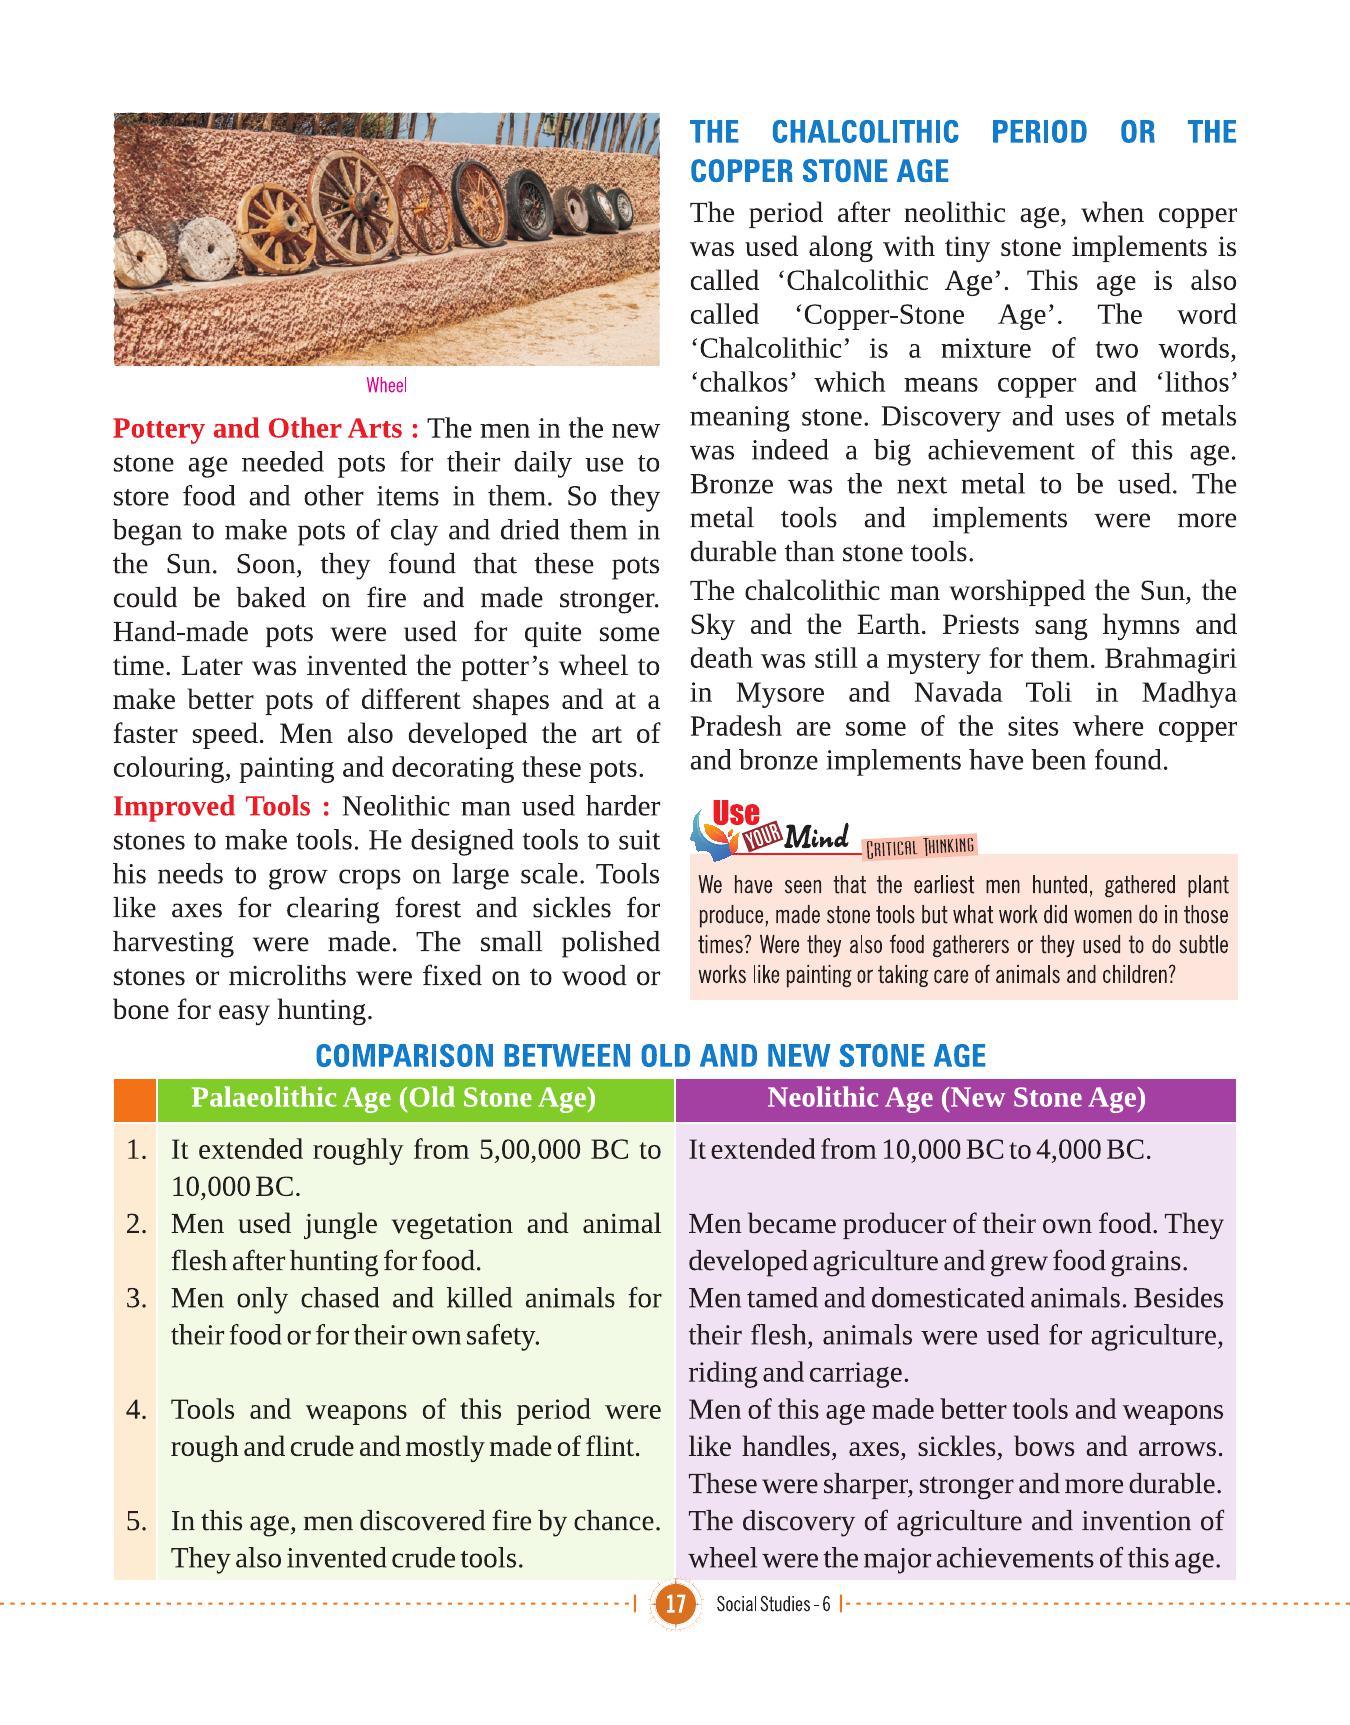 Wheel
Pottery and Other Arts : The men in the new
stone age needed pots for their daily use to
store food and other items in them. So they
began to make pots of clay and dried them in
the Sun. Soon, they found that these pots
could be baked on fire and made stronger.
Hand-made pots were used for quite some
time. Later was invented the potter’s wheel to
make better pots of different shapes and at a
faster speed. Men also developed the art of
colouring, painting and decorating these pots.
Improved Tools : Neolithic man used harder
stones to make tools. He designed tools to suit
his needs to grow crops on large scale. Tools
like axes for clearing forest and sickles for
harvesting were made. The small polished
stones or microliths were fixed on to wood or
bone for easy hunting.
THE CHALCOLITHIC PERIOD OR THE
COPPER STONE AGE
The period after neolithic age, when copper
was used along with tiny stone implements is
called ‘Chalcolithic Age’. This age is also
called ‘Copper-Stone Age’. The word
‘Chalcolithic’ is a mixture of two words,
‘chalkos’ which means copper and ‘lithos’
meaning stone. Discovery and uses of metals
was indeed a big achievement of this age.
Bronze was the next metal to be used. The
metal tools and implements were more
durable than stone tools.
The chalcolithic man worshipped the Sun, the
Sky and the Earth. Priests sang hymns and
death was still a mystery for them. Brahmagiri
in Mysore and Navada Toli in Madhya
Pradesh are some of the sites where copper
and bronze implements have been found.
Use YOUR Mind CRITICAL THINKING
We have seen that the earliest men hunted, gathered plant
produce, made stone tools but what work did women do in those
times? Were they also food gatherers or they used to do subtle
works like painting or taking care of animals and children?
COMPARISON BETWEEN OLD AND NEW STONE AGE
Palaeolithic Age (Old Stone Age) Neolithic Age (New Stone Age)
1. It extended roughly from 5,00,000 BC to It extended from 10,000 BC to 4,000 BC.
10,000 BC.
2. Men used jungle vegetation and animal Men became producer of their own food. They
flesh after hunting for food. developed agriculture and grew food grains.
3. Men only chased and killed animals for Men tamed and domesticated animals. Besides
their food or for their own safety. their flesh, animals were used for agriculture,
riding and carriage.
4. Tools and weapons of this period were Men of this age made better tools and weapons
rough and crude and mostly made of flint. like handles, axes, sickles, bows and arrows.
These were sharper, stronger and more durable.
5. In this age, men discovered fire by chance. The discovery of agriculture and invention of
They also invented crude tools. wheel were the major achievements of this age.
17 Social Studies - 6